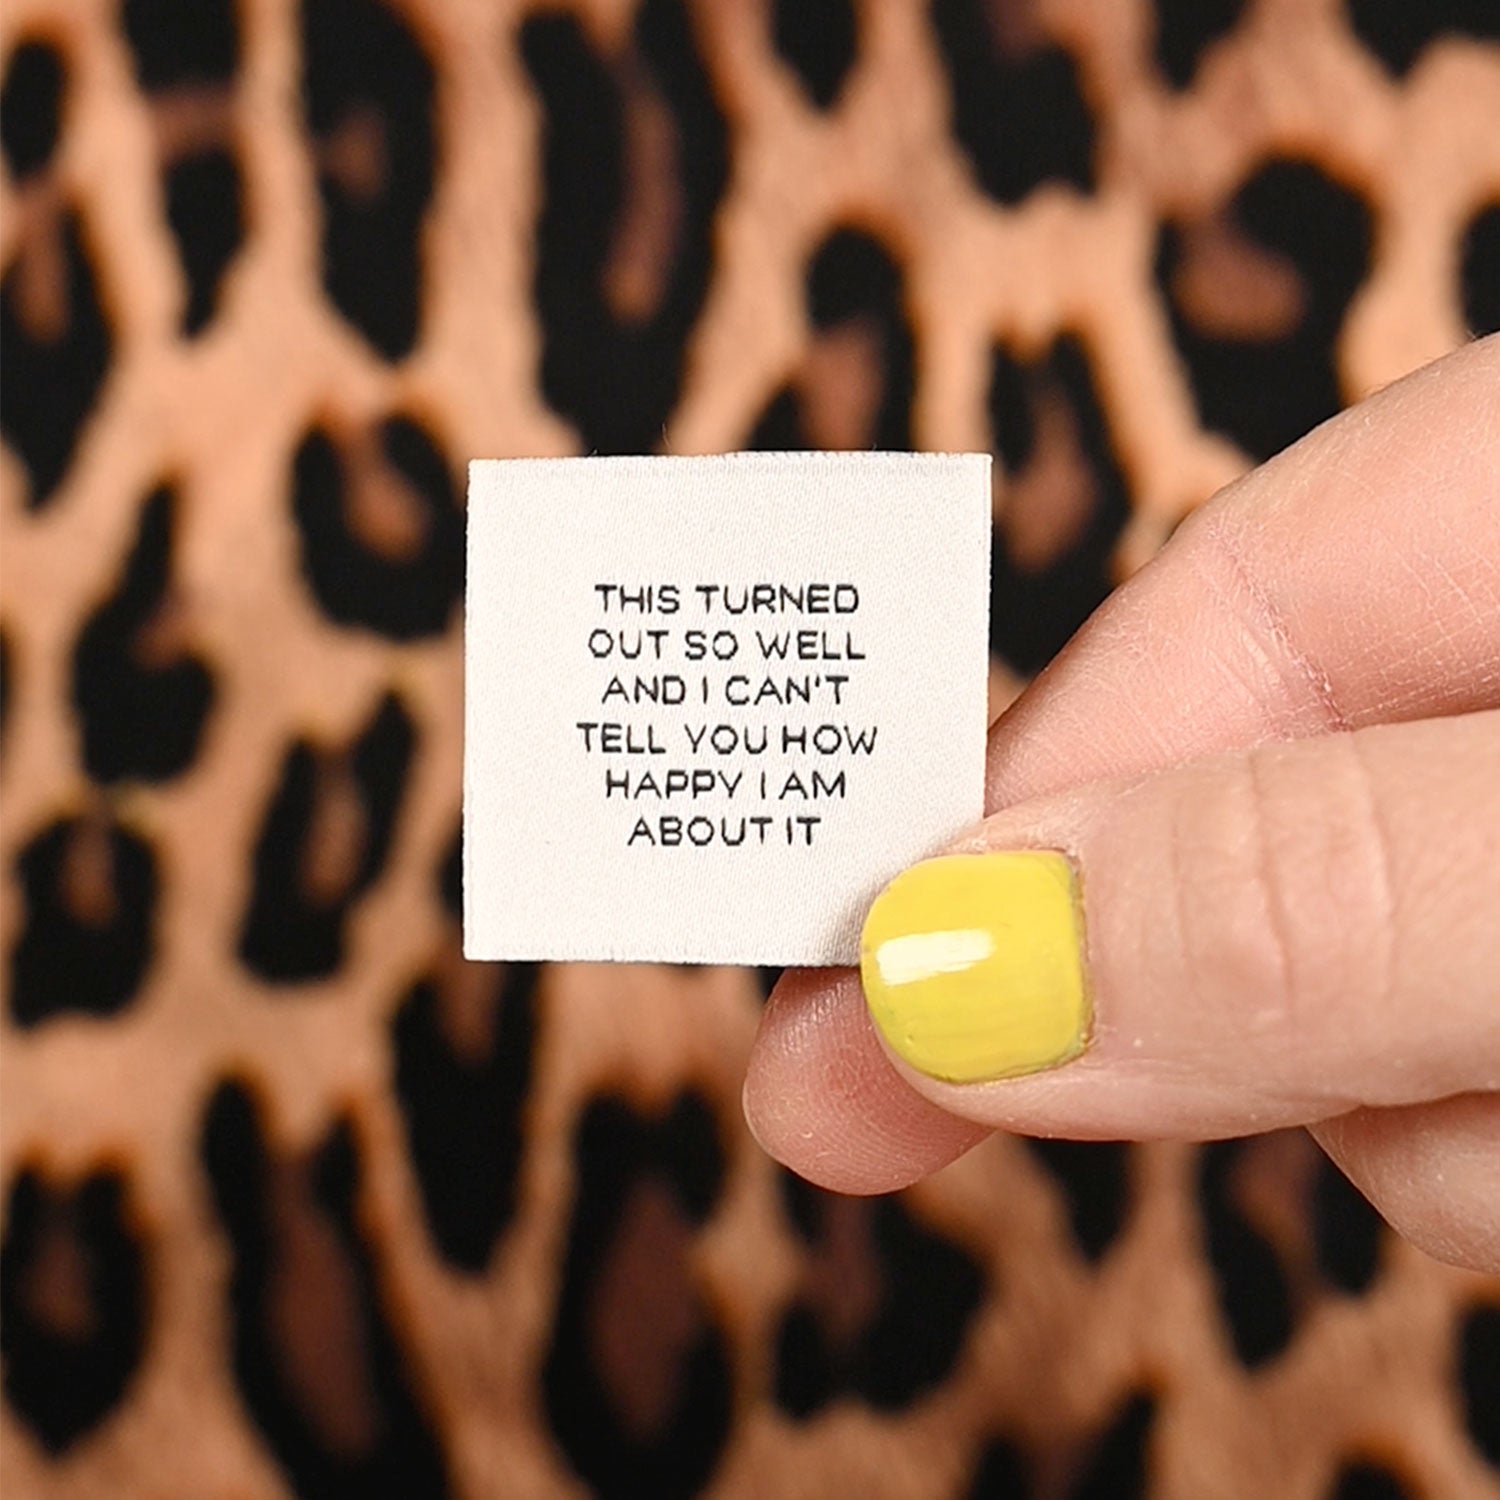 THIS TURNED
OUT SO WELL
AND I CAN'T
TELL YOU HOW
HAPPY I AM
ABOUT IT